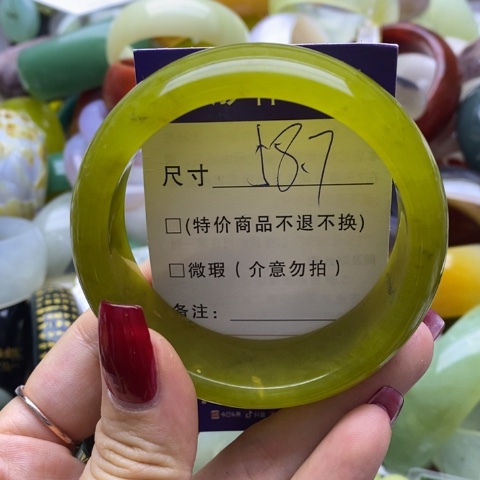 尺寸 58.7
□(特价商品不退不换)
□微瑕(介意勿拍)
备注: